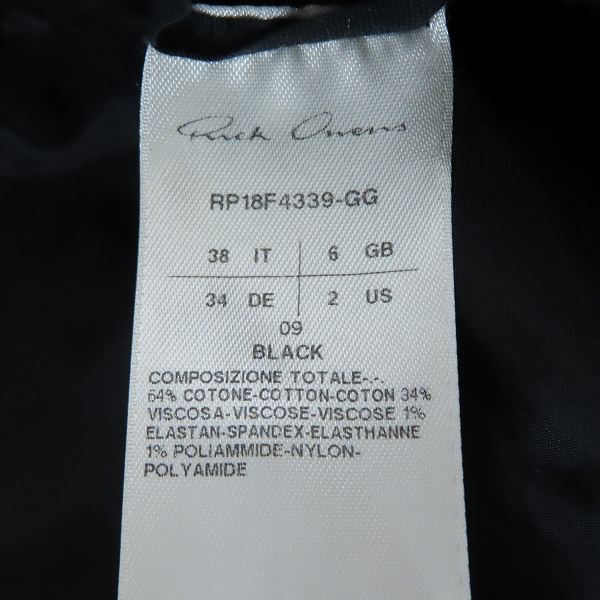 Rick Owens
RP18F4339-GG
38 IT 6 GB
34 DE 2 US
09
BLACK
COMPOSIZIONE TOTALE-.-.
64% COTONE-COTTON-COTON 34%
VISCOSA-VISCOSE-VISCOSE 1%
ELASTAN-SPANDEX-ELASTHANNE
1% POLIAMMIDE-NYLON-
POLYAMIDE